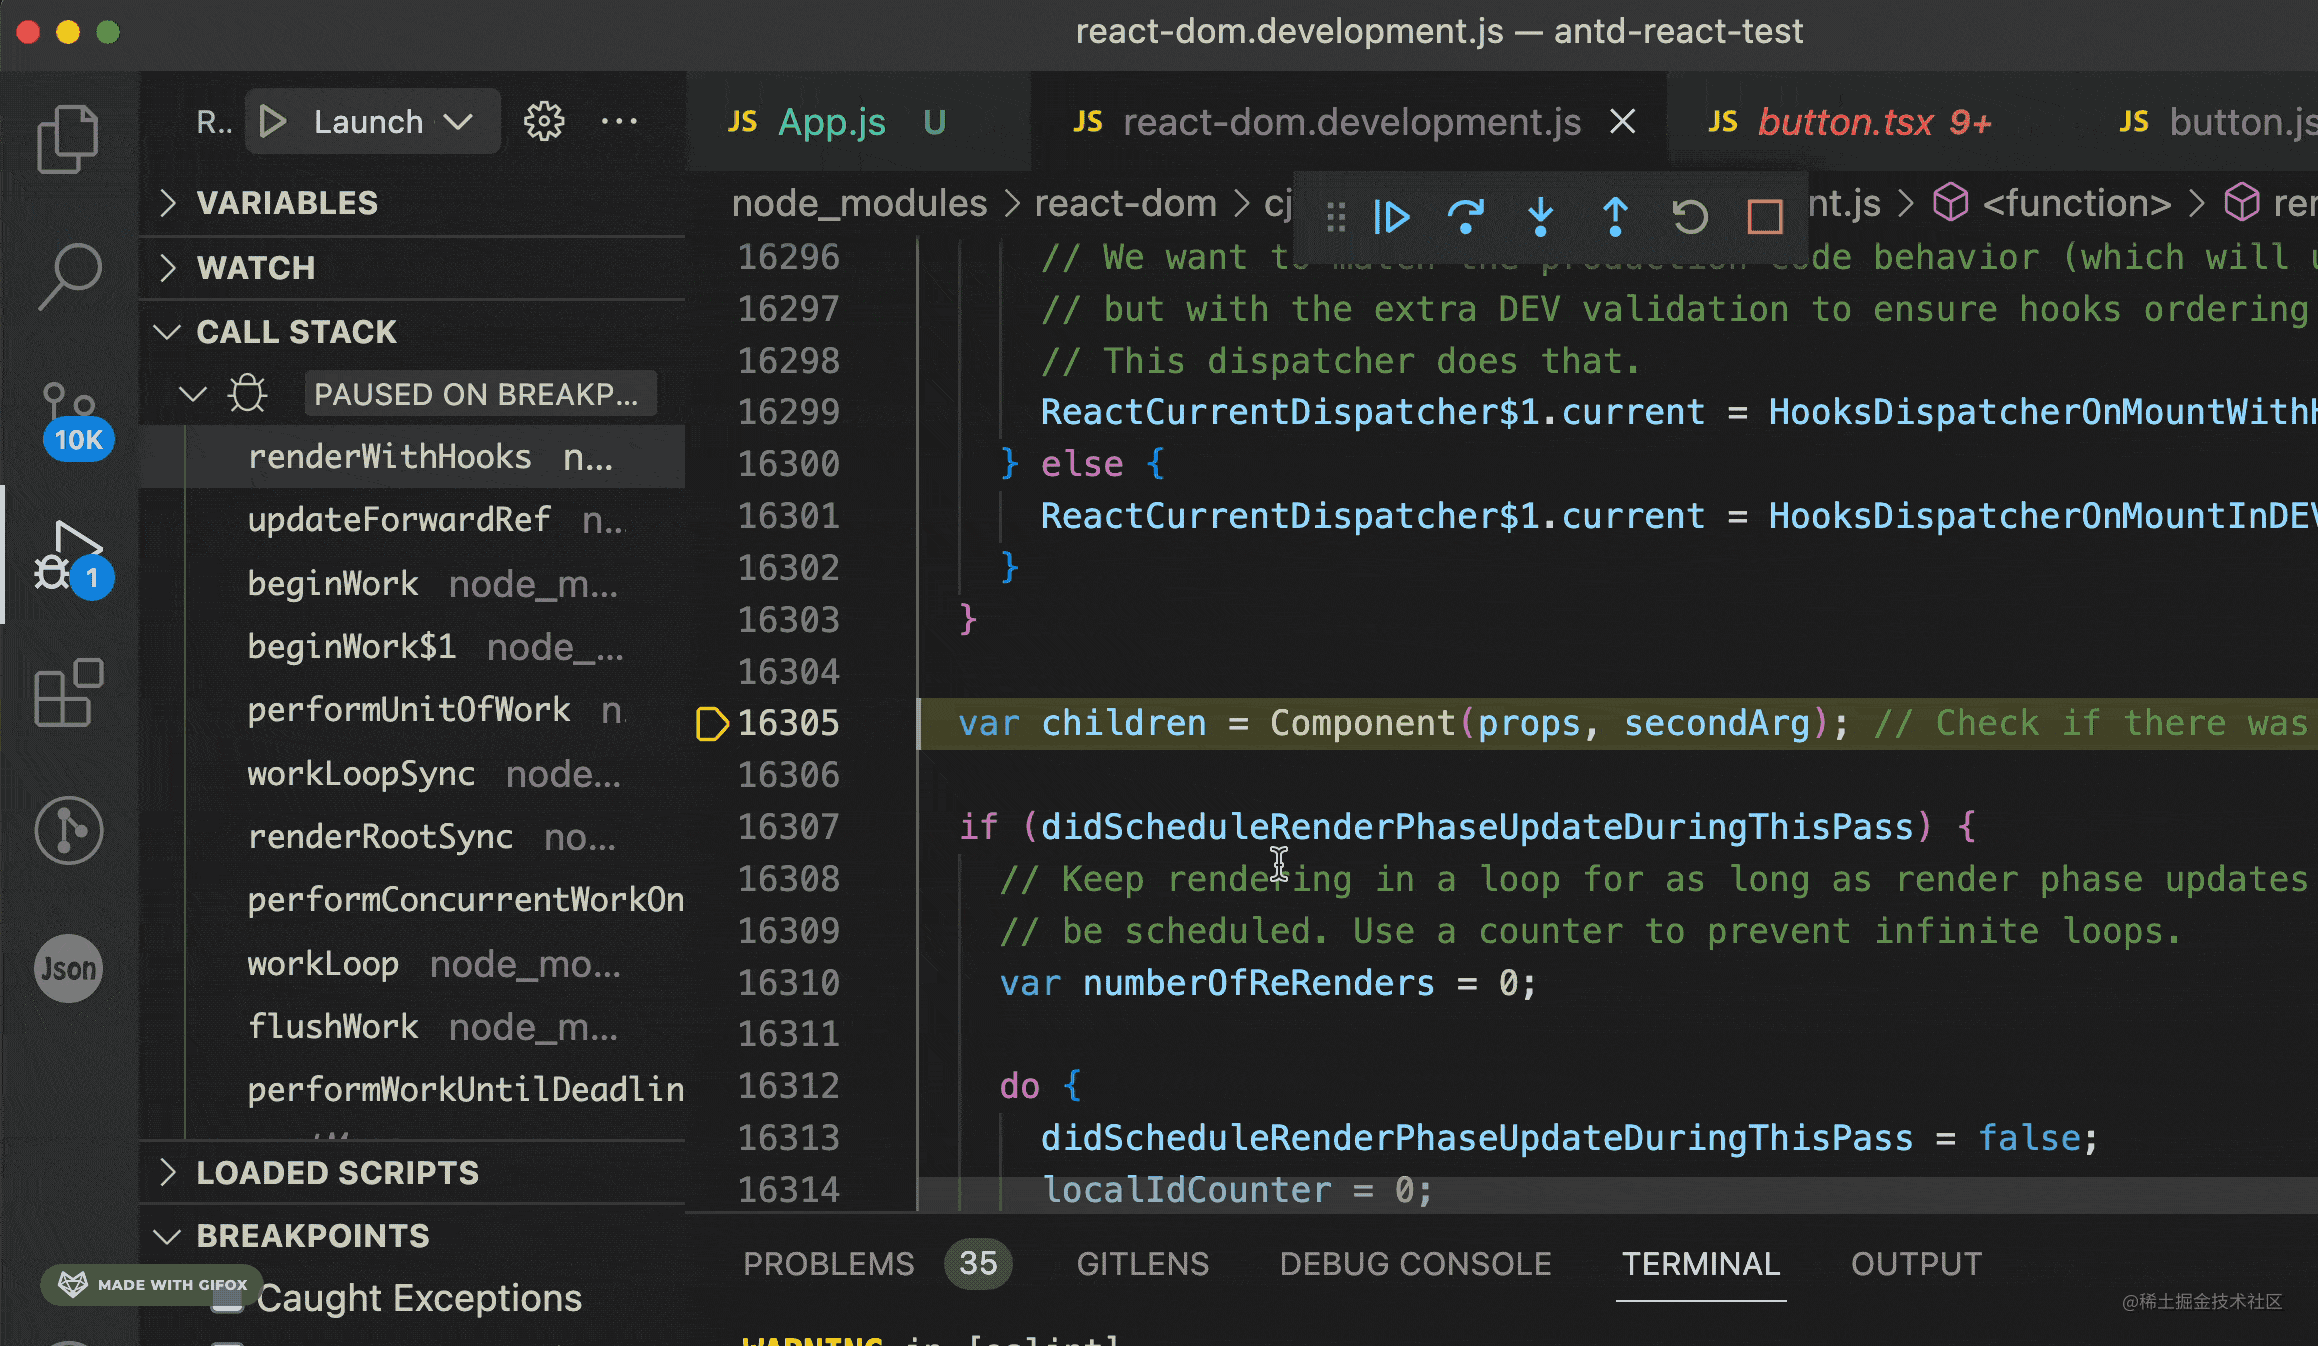 react-dom.development.js — antd-react-test
R.. Launch ...
JS App.js U JS react-dom.development.js JS button.tsx 9+ JS button.js
node_modules > react-dom > cj nt.js > <function> > ren
VARIABLES
WATCH
CALL STACK
PAUSED ON BREAKP...
renderWithHooks n...
updateForwardRef n...
beginWork node_m...
beginWork$1 node_...
performUnitOfWork n.
workLoopSync node...
renderRootSync no...
performConcurrentWorkOn
workLoop node_mo...
flushWork node_m...
performWorkUntilDeadlin
LOADED SCRIPTS
BREAKPOINTS
Caught Exceptions
10K
1
Json
MADE WITH GIFOX
16296 // We want to match the production code behavior (which will u
16297 // but with the extra DEV validation to ensure hooks ordering
16298 // This dispatcher does that.
16299 ReactCurrentDispatcher$1.current = HooksDispatcherOnMountWithH
16300 } else {
16301 ReactCurrentDispatcher$1.current = HooksDispatcherOnMountInDEV
16302 }
16303 }
16304
16305 var children = Component(props, secondArg); // Check if there was
16306
16307 if (didScheduleRenderPhaseUpdateDuringThisPass) {
16308 // Keep rendering in a loop for as long as render phase updates
16309 // be scheduled. Use a counter to prevent infinite loops.
16310 var numberOfReRenders = 0;
16311
16312 do {
16313 didScheduleRenderPhaseUpdateDuringThisPass = false;
16314 localIdCounter = 0;
PROBLEMS 35 GITLENS DEBUG CONSOLE TERMINAL OUTPUT
WARNING in [eslint]
@稀土掘金技术社区